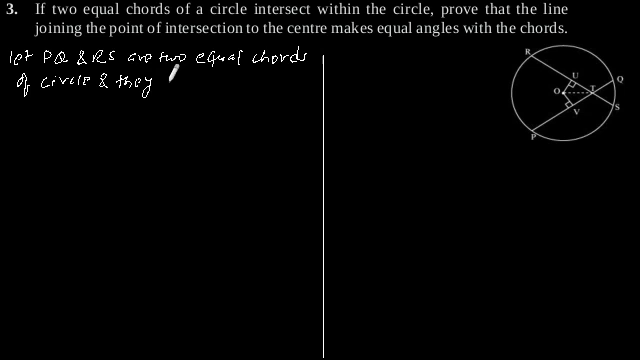 3. If two equal chords of a circle intersect within the circle, prove that the line
joining the point of intersection to the centre makes equal angles with the chords.
let PQ & RS are two equal chords
of circle & they
R
U
Q
O
T
S
V
P